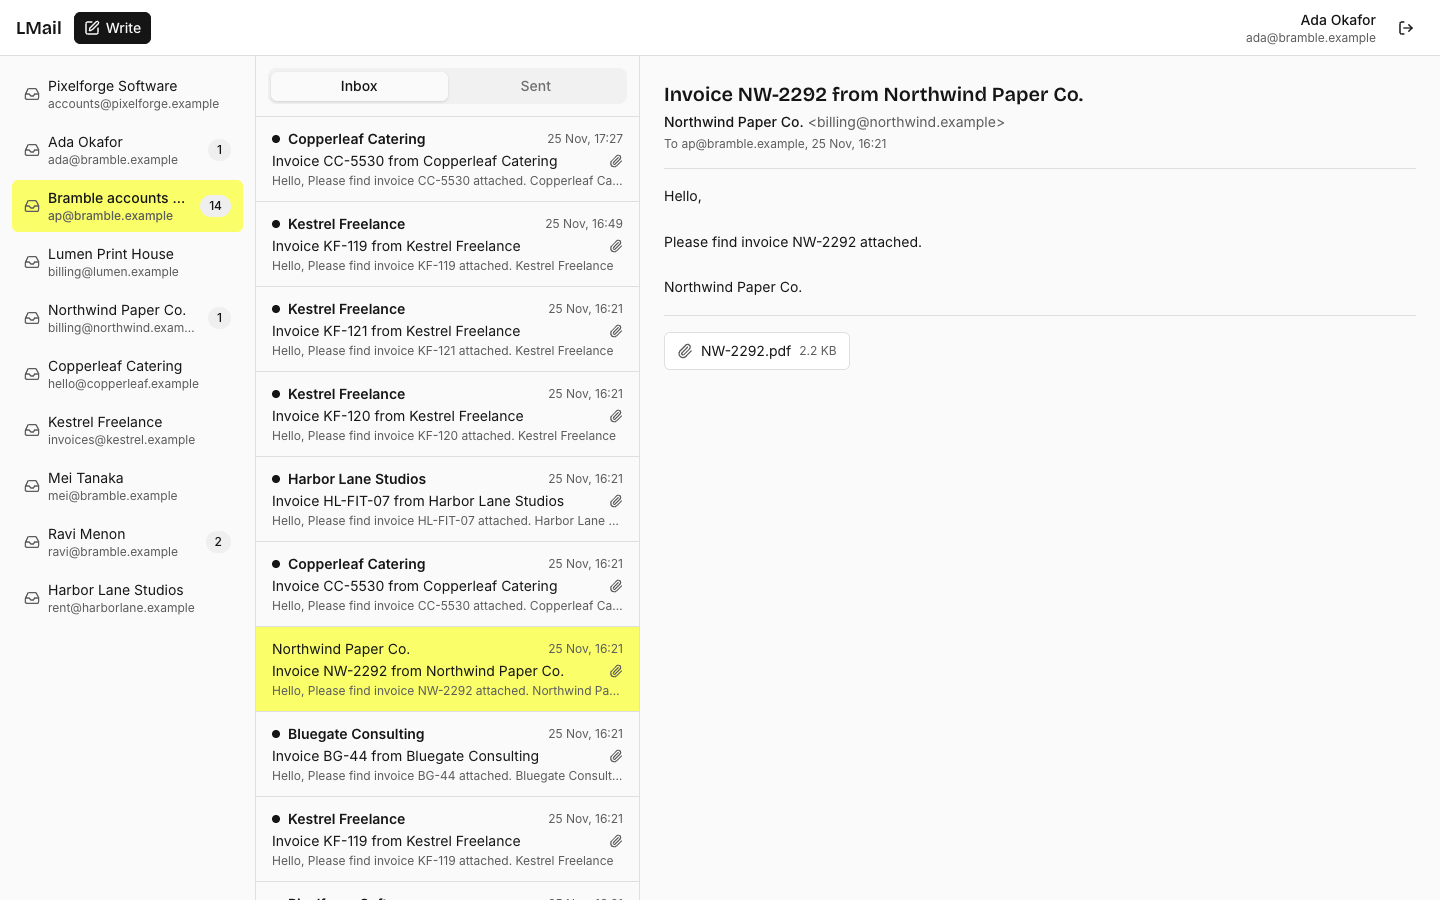 LMail
Write
Ada Okafor
ada@bramble.example
Pixelforge Software
accounts@pixelforge.example
Ada Okafor
ada@bramble.example
1
Bramble accounts ...
ap@bramble.example
14
Lumen Print House
billing@lumen.example
Northwind Paper Co.
billing@northwind.exam...
1
Copperleaf Catering
hello@copperleaf.example
Kestrel Freelance
invoices@kestrel.example
Mei Tanaka
mei@bramble.example
Ravi Menon
ravi@bramble.example
2
Harbor Lane Studios
rent@harborlane.example
Inbox
Sent
Copperleaf Catering 25 Nov, 17:27
Invoice CC-5530 from Copperleaf Catering
Hello, Please find invoice CC-5530 attached. Copperleaf Ca...
Kestrel Freelance 25 Nov, 16:49
Invoice KF-119 from Kestrel Freelance
Hello, Please find invoice KF-119 attached. Kestrel Freelance
Kestrel Freelance 25 Nov, 16:21
Invoice KF-121 from Kestrel Freelance
Hello, Please find invoice KF-121 attached. Kestrel Freelance
Kestrel Freelance 25 Nov, 16:21
Invoice KF-120 from Kestrel Freelance
Hello, Please find invoice KF-120 attached. Kestrel Freelance
Harbor Lane Studios 25 Nov, 16:21
Invoice HL-FIT-07 from Harbor Lane Studios
Hello, Please find invoice HL-FIT-07 attached. Harbor Lane ...
Copperleaf Catering 25 Nov, 16:21
Invoice CC-5530 from Copperleaf Catering
Hello, Please find invoice CC-5530 attached. Copperleaf Ca...
Northwind Paper Co. 25 Nov, 16:21
Invoice NW-2292 from Northwind Paper Co.
Hello, Please find invoice NW-2292 attached. Northwind Pa...
Bluegate Consulting 25 Nov, 16:21
Invoice BG-44 from Bluegate Consulting
Hello, Please find invoice BG-44 attached. Bluegate Consult...
Kestrel Freelance 25 Nov, 16:21
Invoice KF-119 from Kestrel Freelance
Hello, Please find invoice KF-119 attached. Kestrel Freelance
Invoice NW-2292 from Northwind Paper Co.
Northwind Paper Co. <billing@northwind.example>
To ap@bramble.example, 25 Nov, 16:21
Hello,
Please find invoice NW-2292 attached.
Northwind Paper Co.
NW-2292.pdf 2.2 KB